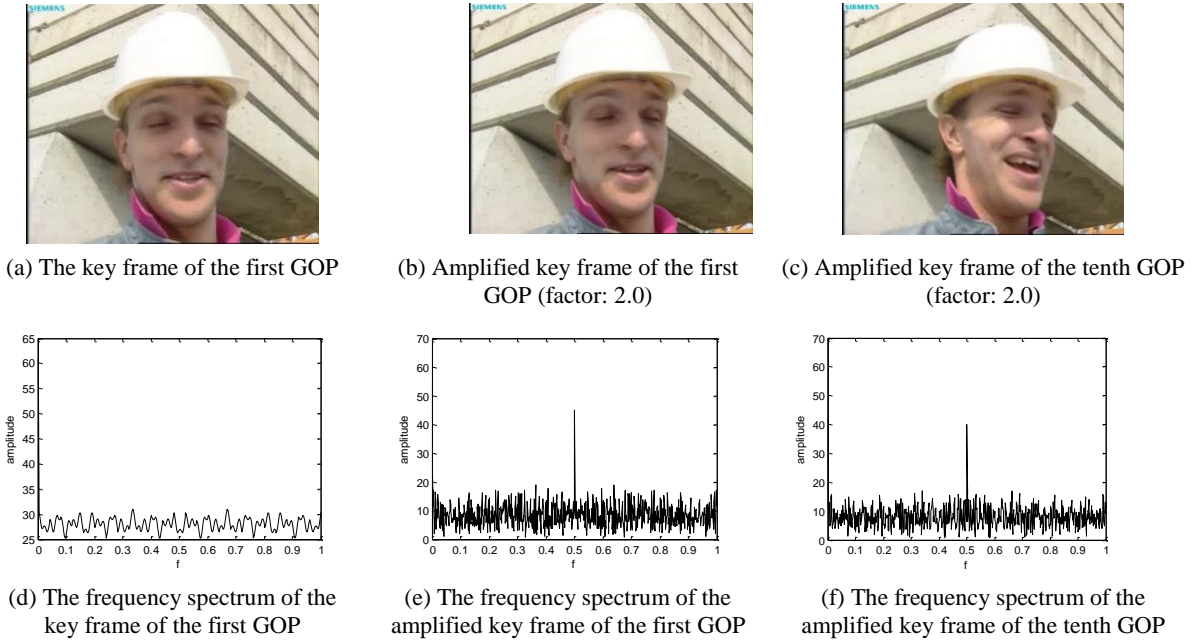 SIEMENS
SIEMENS
SIEMENS
(a) The key frame of the first GOP
(b) Amplified key frame of the first
GOP (factor: 2.0)
(c) Amplified key frame of the tenth GOP
(factor: 2.0)
65
60
55
50
45
40
35
30
25
amplitude
0 0.1 0.2 0.3 0.4 0.5 0.6 0.7 0.8 0.9 1
f
70
60
50
40
30
20
10
0
amplitude
0 0.1 0.2 0.3 0.4 0.5 0.6 0.7 0.8 0.9 1
f
70
60
50
40
30
20
10
0
amplitude
0 0.1 0.2 0.3 0.4 0.5 0.6 0.7 0.8 0.9 1
f
(d) The frequency spectrum of the
key frame of the first GOP
(e) The frequency spectrum of the
amplified key frame of the first GOP
(f) The frequency spectrum of the
amplified key frame of the tenth GOP